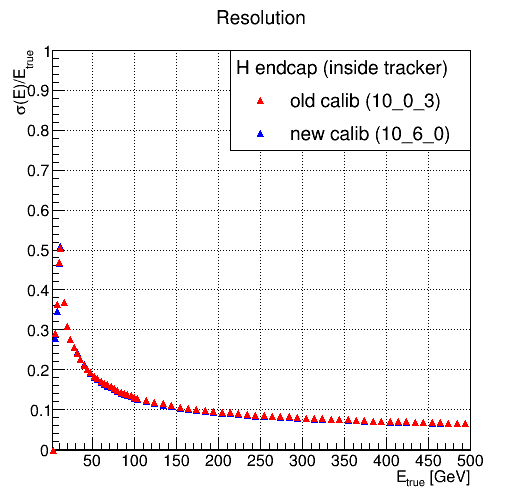 Resolution
σ(E)/E_true
H endcap (inside tracker)
old calib (10_0_3)
new calib (10_6_0)
1
0.9
0.8
0.7
0.6
0.5
0.4
0.3
0.2
0.1
0
50 100 150 200 250 300 350 400 450 500
E_true [GeV]